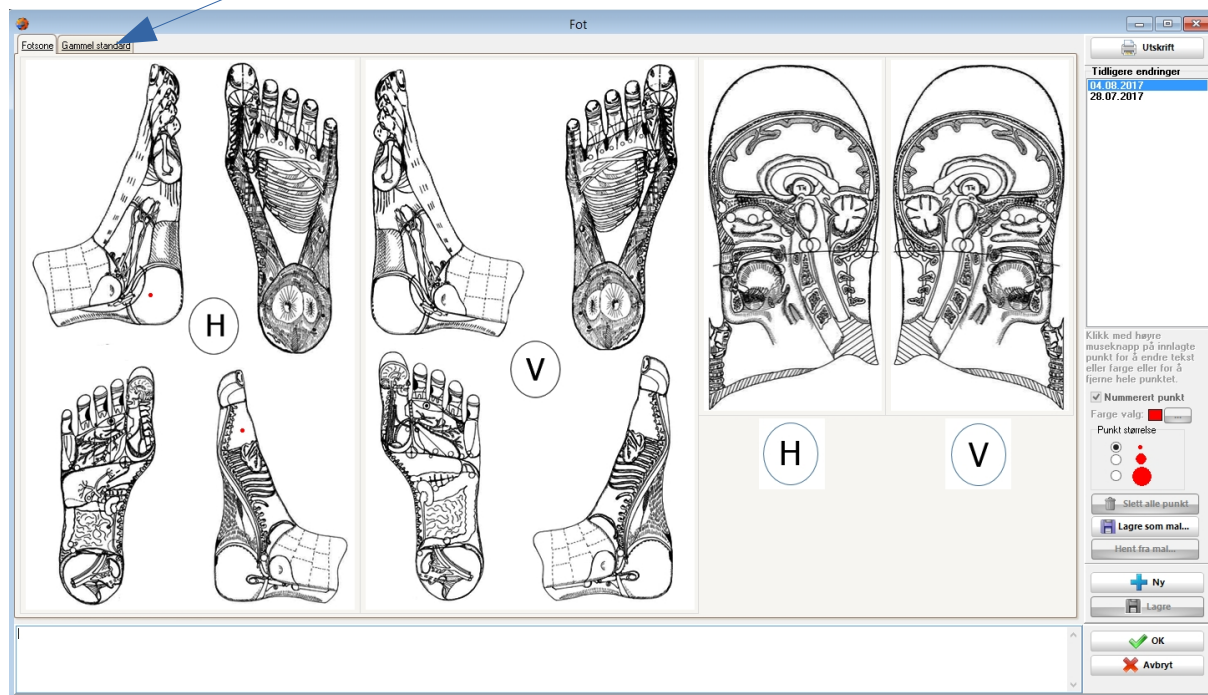 Fot
Fotsone
Gammel standard
Utskrift
Tidligere endringer
04.08.2017
28.07.2017
H
V
H
V
Klikk med høyre
museknapp på innlagte
punkt for å endre tekst
eller farge eller for å
fjerne hele punktet.
Nummerert punkt
Farge valg:
...
Punkt størrelse
Slett alle punkt
Lagre som mal...
Hent fra mal...
Ny
Lagre
OK
Avbryt